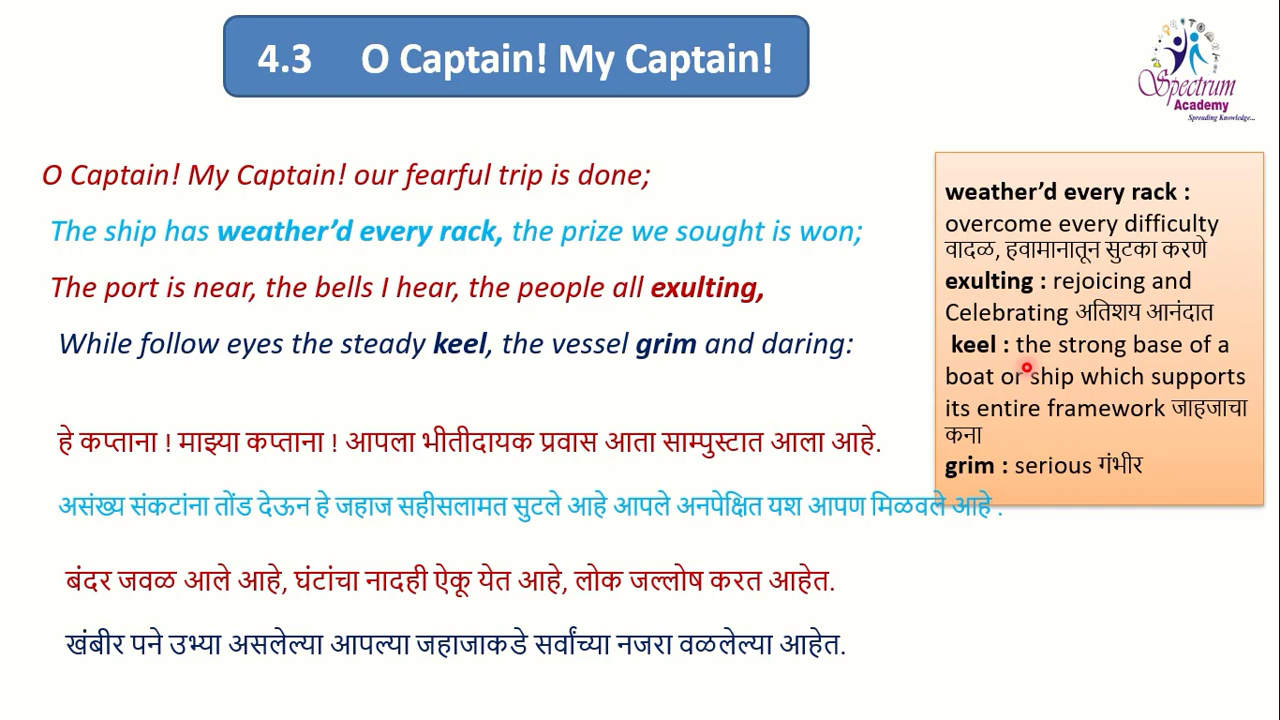 4.3 O Captain! My Captain!
Spectrum
Academy
Spreading Knowledge...
O Captain! My Captain! our fearful trip is done;
The ship has weather’d every rack, the prize we sought is won;
The port is near, the bells I hear, the people all exulting,
While follow eyes the steady keel, the vessel grim and daring:
हे कप्ताना ! माझ्या कप्ताना ! आपला भीतीदायक प्रवास आता साम्पुस्टात आला आहे.
असंख्य संकटांना तोंड देऊन हे जहाज सहीसलामत सुटले आहे आपले अनपेक्षित यश आपण मिळवले आहे .
बंदर जवळ आले आहे, घंटांचा नादही ऐकू येत आहे, लोक जल्लोष करत आहेत.
खंबीर पने उभ्या असलेल्या आपल्या जहाजाकडे सर्वांच्या नजरा वळलेल्या आहेत.
weather’d every rack :
overcome every difficulty
वादळ, हवामानातून सुटका करणे
exulting : rejoicing and
Celebrating अतिशय आनंदात
keel : the strong base of a
boat or ship which supports
its entire framework जाहजाचा
कना
grim : serious गंभीर